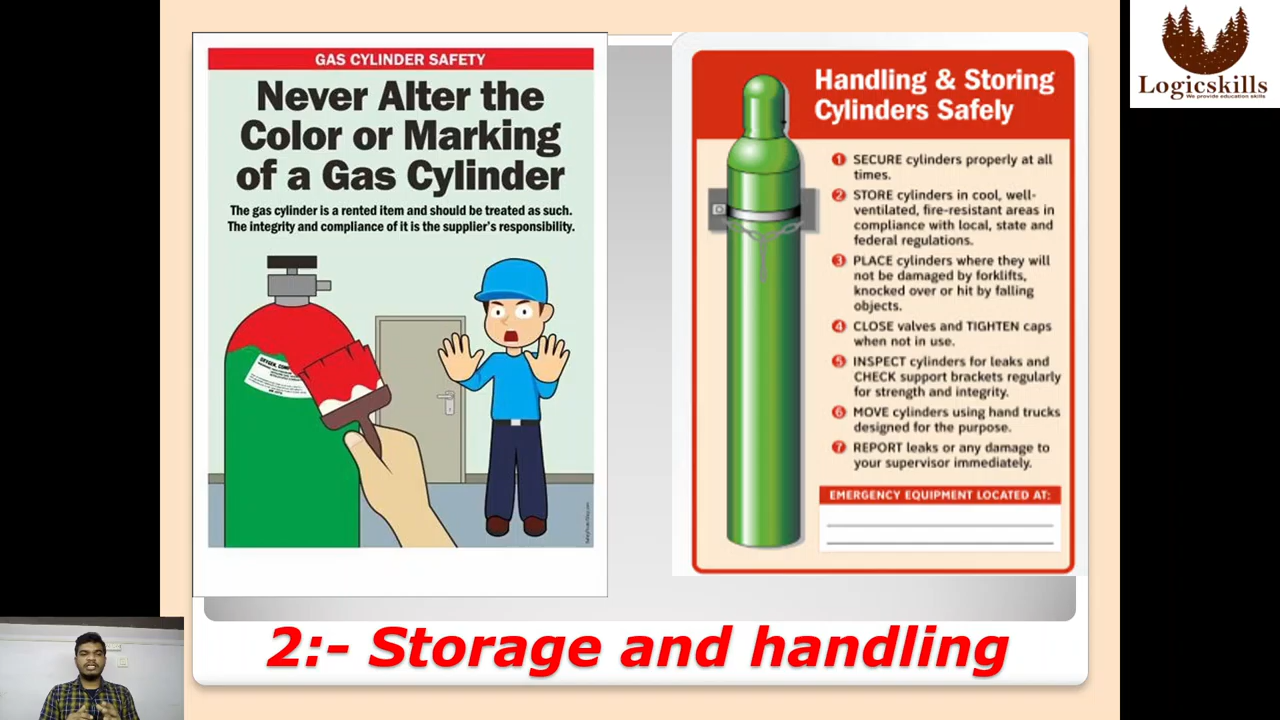 GAS CYLINDER SAFETY
Never Alter the
Color or Marking
of a Gas Cylinder
The gas cylinder is a rented item and should be treated as such.
The integrity and compliance of it is the supplier's responsibility.
Handling & Storing
Cylinders Safely
1 SECURE cylinders properly at all
times.
2 STORE cylinders in cool, well-
ventilated, fire-resistant areas in
compliance with local, state and
federal regulations.
3 PLACE cylinders where they will
not be damaged by forklifts,
knocked over or hit by falling
objects.
4 CLOSE valves and TIGHTEN caps
when not in use.
5 INSPECT cylinders for leaks and
CHECK support brackets regularly
for strength and integrity.
6 MOVE cylinders using hand trucks
designed for the purpose.
7 REPORT leaks or any damage to
your supervisor immediately.
EMERGENCY EQUIPMENT LOCATED AT:
2:- Storage and handling
Logicskills
We provide education skills